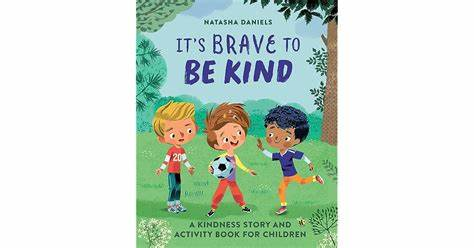 NATASHA DANIELS
IT'S BRAVE TO
BE KIND
20
A KINDNESS STORY AND
ACTIVITY BOOK FOR CHILDREN